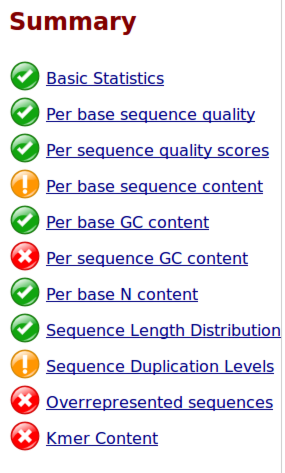 Summary
Basic Statistics
Per base sequence quality
Per sequence quality scores
Per base sequence content
Per base GC content
Per sequence GC content
Per base N content
Sequence Length Distribution
Sequence Duplication Levels
Overrepresented sequences
Kmer Content